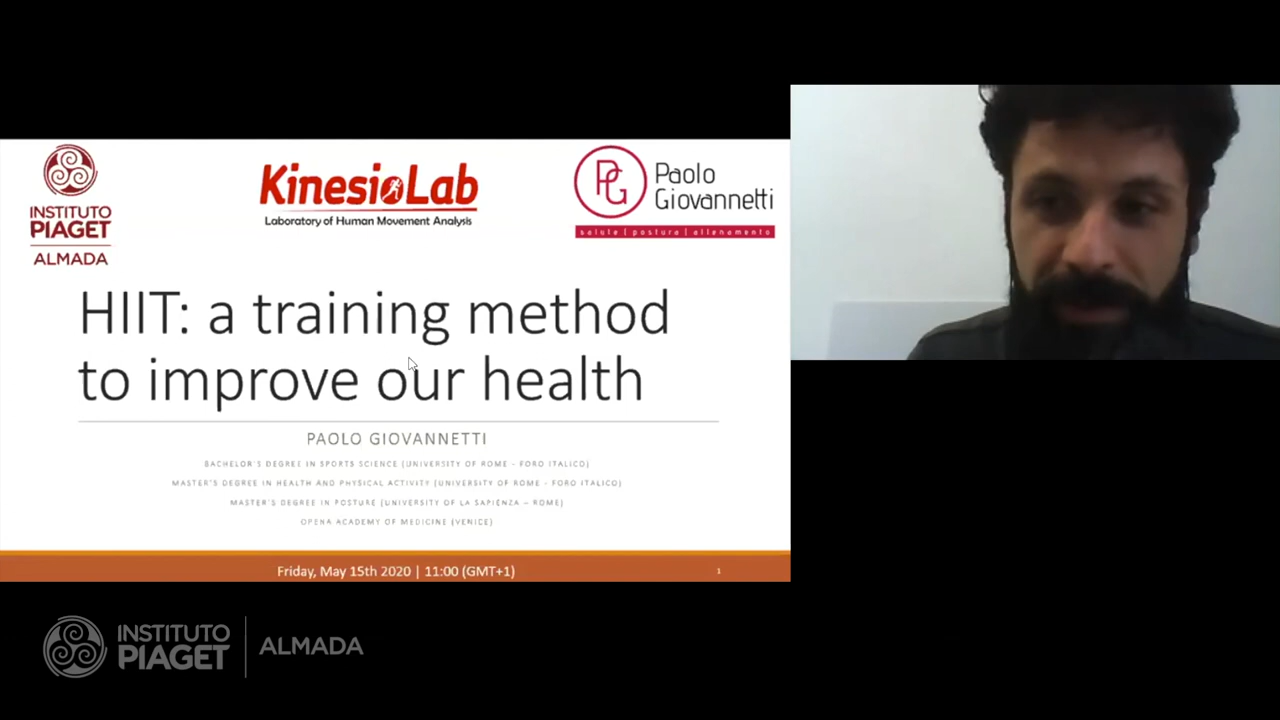 INSTITUTO
PIAGET
ALMADA
KinesioLab
Laboratory of Human Movement Analysis
PG
Paolo
Giovannetti
salute | postura | allenamento
HIIT: a training method
to improve our health
PAOLO GIOVANNETTI
BACHELOR'S DEGREE IN SPORTS SCIENCE (UNIVERSITY OF ROME - FORO ITALICO)
MASTER'S DEGREE IN HEALTH AND PHYSICAL ACTIVITY (UNIVERSITY OF ROME - FORO ITALICO)
MASTER'S DEGREE IN POSTURE (UNIVERSITY OF LA SAPIENZA – ROME)
OPENA ACADEMY OF MEDICINE (VENICE)
Friday, May 15th 2020 | 11:00 (GMT+1)
1
INSTITUTO
PIAGET
ALMADA